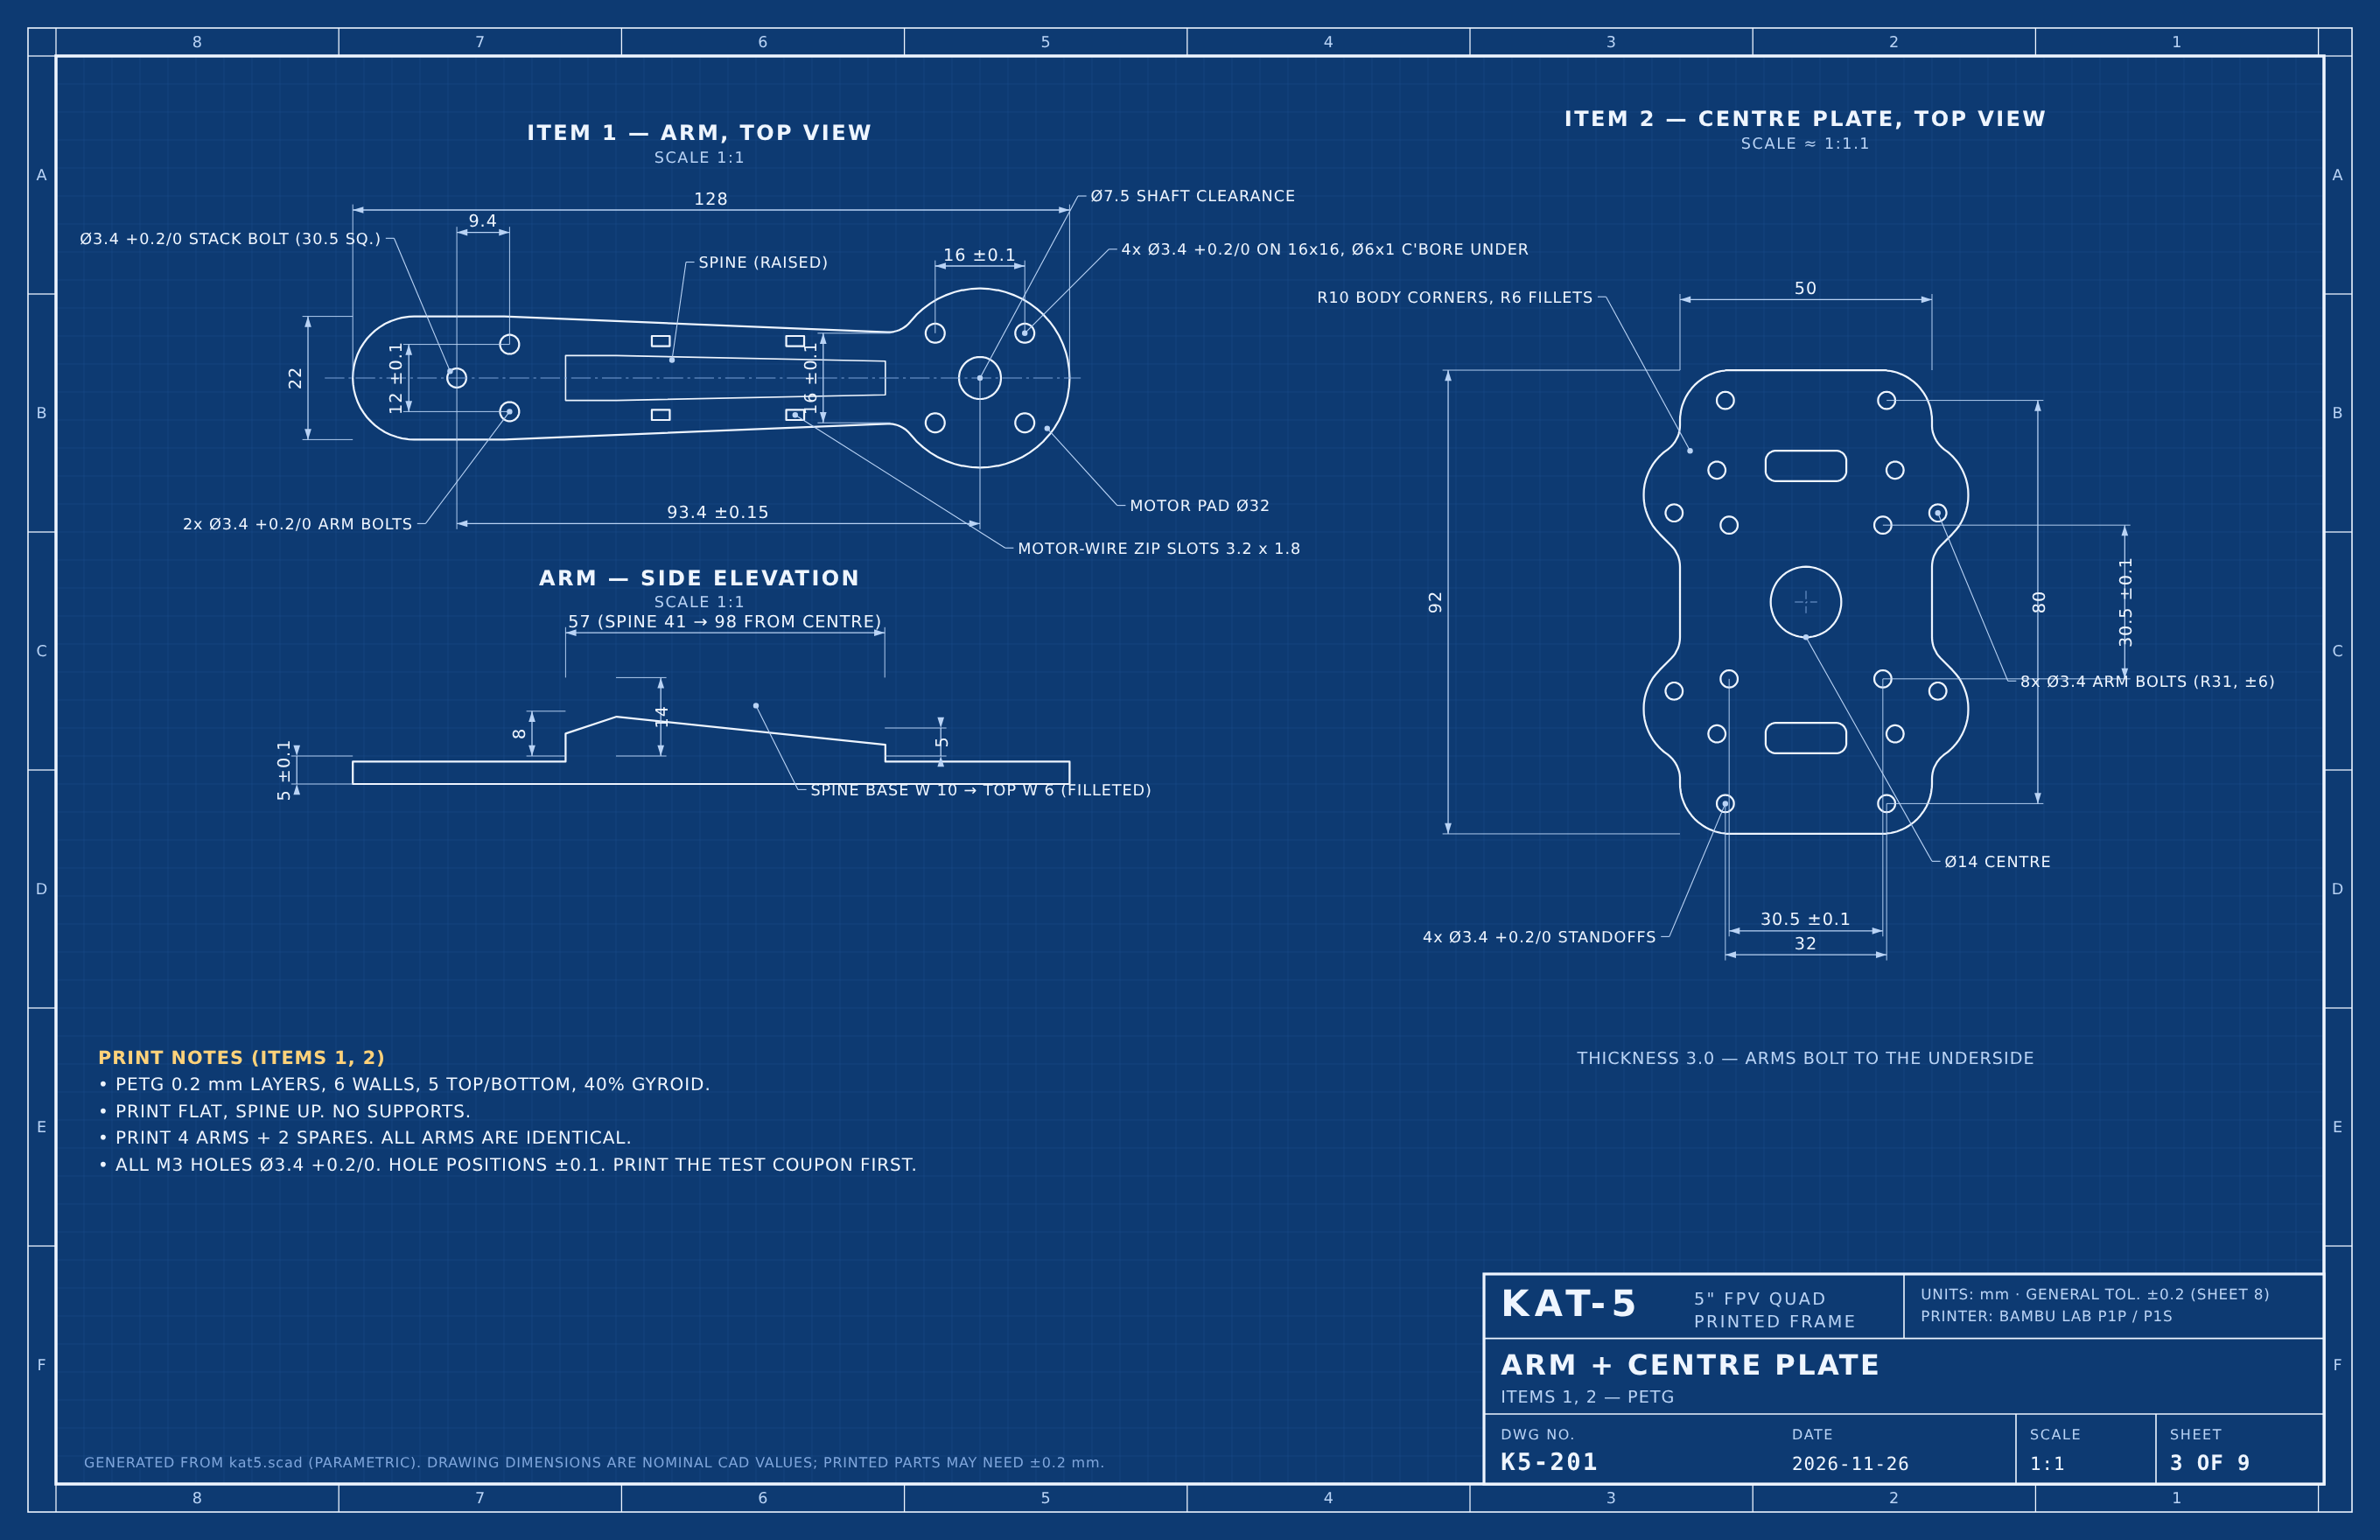 8 7 6 5 4 3 2 1
ITEM 1 — ARM, TOP VIEW
SCALE 1:1
ITEM 2 — CENTRE PLATE, TOP VIEW
SCALE ≈ 1:1.1
A
A
128
Ø7.5 SHAFT CLEARANCE
9.4
Ø3.4 +0.2/0 STACK BOLT (30.5 SQ.)
16 ±0.1
4x Ø3.4 +0.2/0 ON 16x16, Ø6x1 C'BORE UNDER
SPINE (RAISED)
R10 BODY CORNERS, R6 FILLETS
50
22
12 ±0.1
16 ±0.1
B
B
MOTOR PAD Ø32
93.4 ±0.15
2x Ø3.4 +0.2/0 ARM BOLTS
MOTOR-WIRE ZIP SLOTS 3.2 x 1.8
ARM — SIDE ELEVATION
SCALE 1:1
57 (SPINE 41 → 98 FROM CENTRE)
92
80
30.5 ±0.1
C
C
8x Ø3.4 ARM BOLTS (R31, ±6)
8
14
5
5 ±0.1
SPINE BASE W 10 → TOP W 6 (FILLETED)
Ø14 CENTRE
D
D
30.5 ±0.1
4x Ø3.4 +0.2/0 STANDOFFS
32
PRINT NOTES (ITEMS 1, 2)
THICKNESS 3.0 — ARMS BOLT TO THE UNDERSIDE
• PETG 0.2 mm LAYERS, 6 WALLS, 5 TOP/BOTTOM, 40% GYROID.
• PRINT FLAT, SPINE UP. NO SUPPORTS.
• PRINT 4 ARMS + 2 SPARES. ALL ARMS ARE IDENTICAL.
• ALL M3 HOLES Ø3.4 +0.2/0. HOLE POSITIONS ±0.1. PRINT THE TEST COUPON FIRST.
E
E
KAT-5
5" FPV QUAD
PRINTED FRAME
UNITS: mm · GENERAL TOL. ±0.2 (SHEET 8)
PRINTER: BAMBU LAB P1P / P1S
ARM + CENTRE PLATE
ITEMS 1, 2 — PETG
F
F
DWG NO.
K5-201
DATE
2026-11-26
SCALE
1:1
SHEET
3 OF 9
GENERATED FROM kat5.scad (PARAMETRIC). DRAWING DIMENSIONS ARE NOMINAL CAD VALUES; PRINTED PARTS MAY NEED ±0.2 mm.
8 7 6 5 4 3 2 1